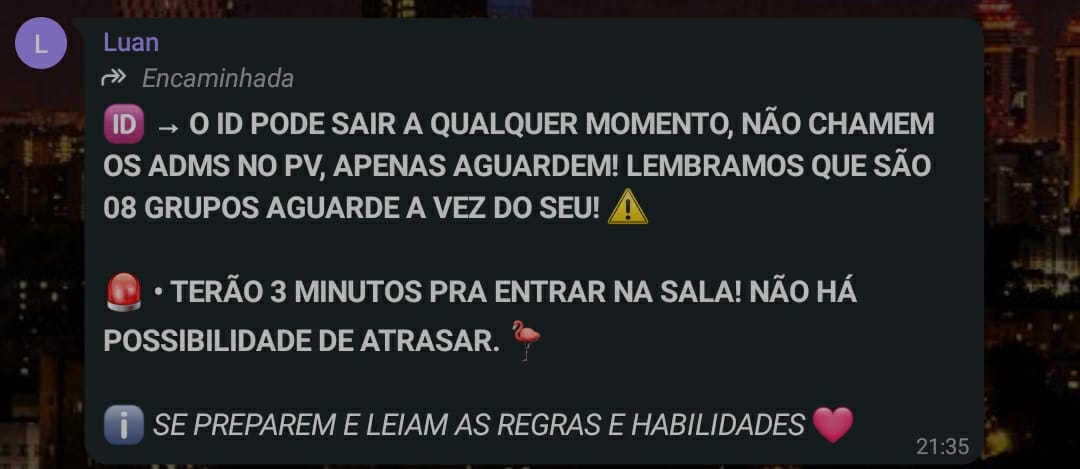 L
Luan
Encaminhada
🆔 → O ID PODE SAIR A QUALQUER MOMENTO, NÃO CHAMEM
OS ADMS NO PV, APENAS AGUARDEM! LEMBRAMOS QUE SÃO
08 GRUPOS AGUARDE A VEZ DO SEU! ⚠️
🚨 • TERÃO 3 MINUTOS PRA ENTRAR NA SALA! NÃO HÁ
POSSIBILIDADE DE ATRASAR. 🦩
ℹ️ SE PREPAREM E LEIAM AS REGRAS E HABILIDADES 🩷
21:35